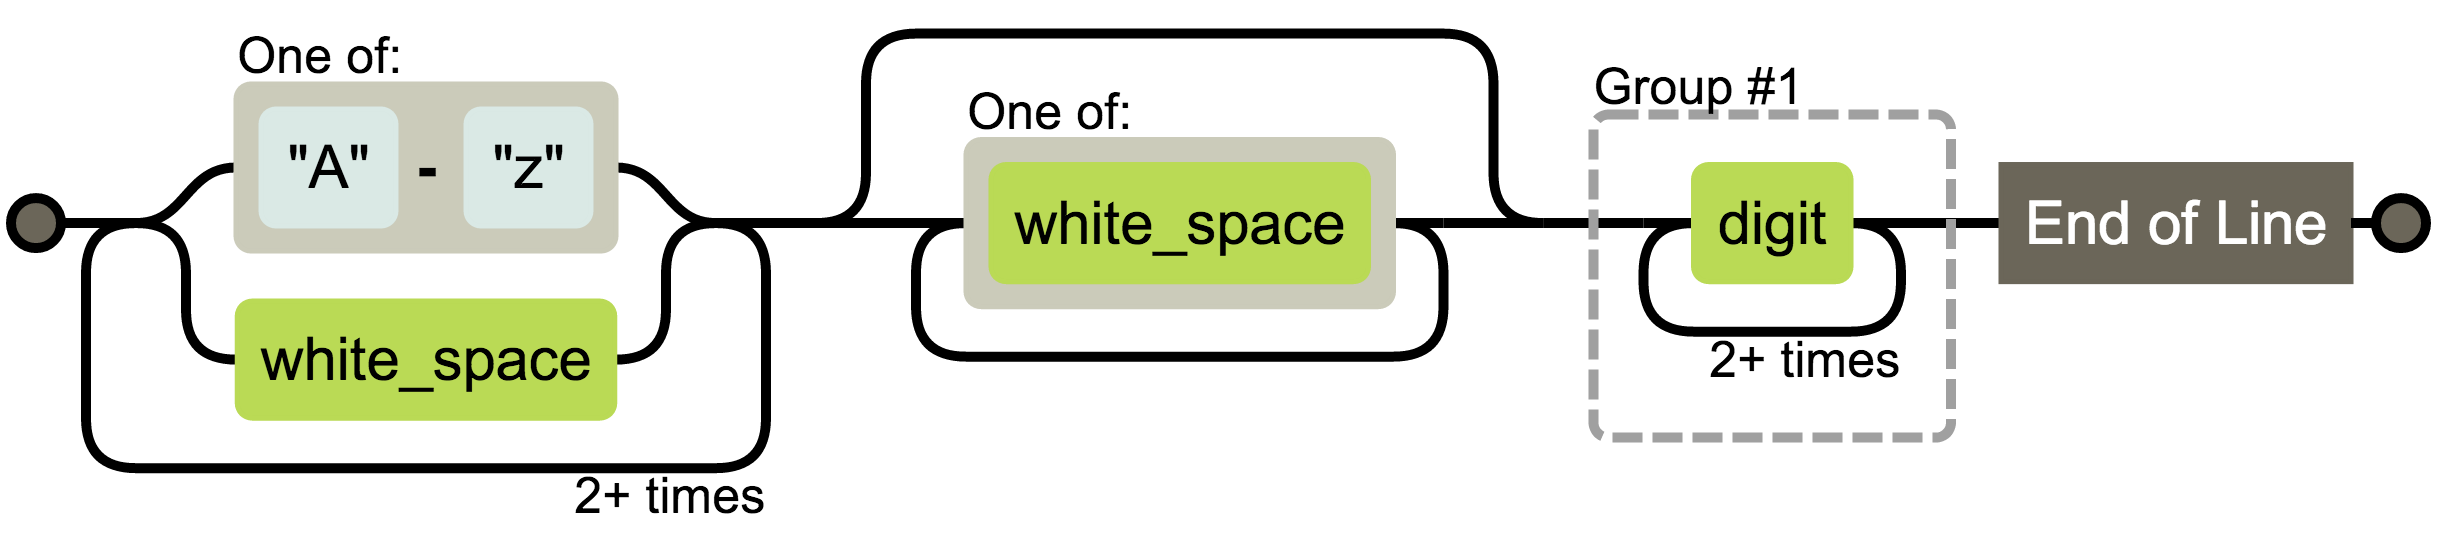 One of:
"A" - "z"
white_space
2+ times
One of:
white_space
Group #1
digit
2+ times
End of Line